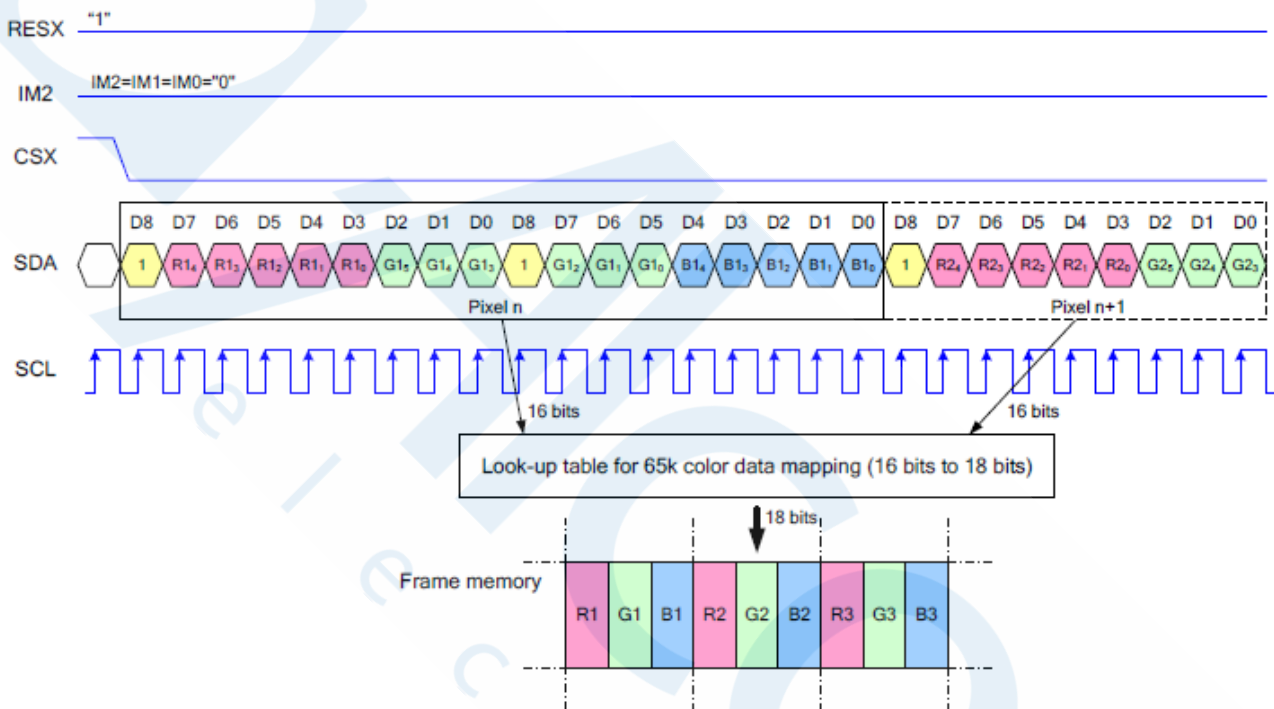 RESX “1”
IM2 IM2=IM1=IM0="0"
CSX
D8 D7 D6 D5 D4 D3 D2 D1 D0 D8 D7 D6 D5 D4 D3 D2 D1 D0 D8 D7 D6 D5 D4 D3 D2 D1 D0
SDA 1 R1₄ R1₃ R1₂ R1₁ R1₀ G1₅ G1₄ G1₃ 1 G1₂ G1₁ G1₀ B1₄ B1₃ B1₂ B1₁ B1₀ 1 R2₄ R2₃ R2₂ R2₁ R2₀ G2₅ G2₄ G2₃
Pixel n Pixel n+1
SCL
16 bits 16 bits
Look-up table for 65k color data mapping (16 bits to 18 bits)
18 bits
Frame memory
R1 G1 B1 R2 G2 B2 R3 G3 B3